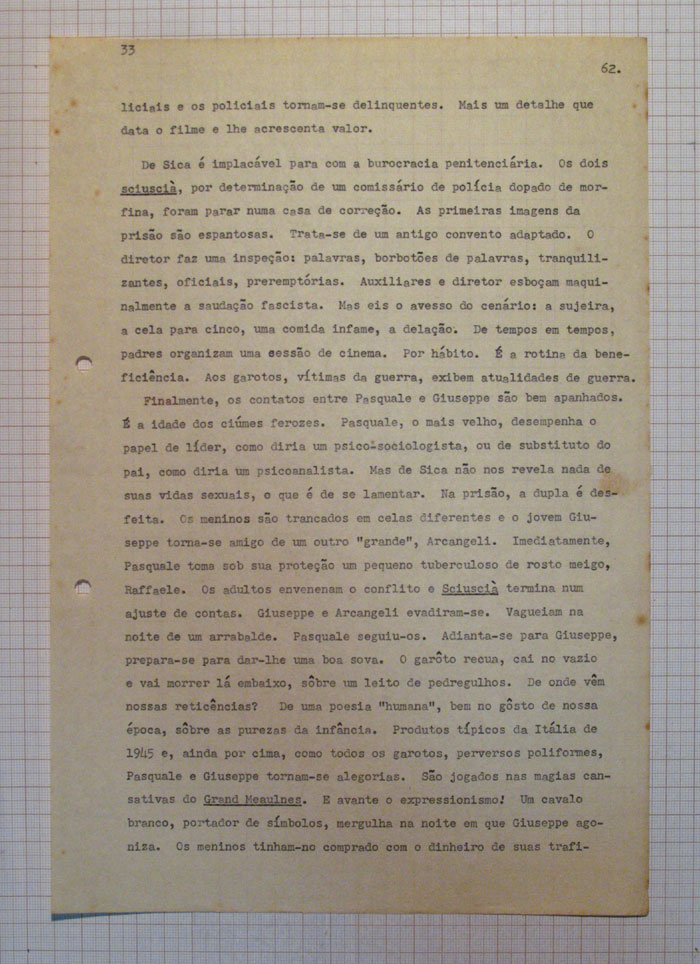 33
62.
liciais e os policiais tornam-se delinquentes. Mais um detalhe que
data o filme e lhe acrescenta valor.
De Sica é implacável para com a burocracia penitenciária. Os dois
sciuscià, por determinação de um comissário de polícia dopado de mor-
fina, foram parar numa casa de correção. As primeiras imagens da
prisão são espantosas. Trata-se de um antigo convento adaptado. O
diretor faz uma inspeção: palavras, borbotões de palavras, tranquili-
zantes, oficiais, preremptórias. Auxiliares e diretor esboçam maqui-
nalmente a saudação fascista. Mas eis o avesso do cenário: a sujeira,
a cela para cinco, uma comida infame, a delação. De tempos em tempos,
padres organizam uma sessão de cinema. Por hábito. É a rotina da bene-
ficiência. Aos garotos, vítimas da guerra, exibem atualidades de guerra.
Finalmente, os contatos entre Pasquale e Giuseppe são bem apanhados.
É a idade dos ciúmes ferozes. Pasquale, o mais velho, desempenha o
papel de líder, como diria um psico-sociologista, ou de substituto do
pai, como diria um psicoanalista. Mas de Sica não nos revela nada de
suas vidas sexuais, o que é de se lamentar. Na prisão, a dupla é des-
feita. Os meninos são trancados em celas diferentes e o jovem Giu-
seppe torna-se amigo de um outro "grande", Arcangeli. Imediatamente,
Pasquale toma sob sua proteção um pequeno tuberculoso de rosto meigo,
Raffaele. Os adultos envenenam o conflito e Sciuscià termina num
ajuste de contas. Giuseppe e Arcangeli evadiram-se. Vagueiam na
noite de um arrabalde. Pasquale seguiu-os. Adianta-se para Giuseppe,
prepara-se para dar-lhe uma boa sova. O garôto recua, cai no vazio
e vai morrer lá embaixo, sôbre um leito de pedregulhos. De onde vêm
nossas reticências? De uma poesia "humana", bem no gôsto de nossa
época, sôbre as purezas da infância. Produtos típicos da Itália de
1945 e, ainda por cima, como todos os garotos, perversos poliformes,
Pasquale e Giuseppe tornam-se alegorias. São jogados nas magias can-
sativas do Grand Meaulnes. E avante o expressionismo! Um cavalo
branco, portador de símbolos, mergulha na noite em que Giuseppe ago-
niza. Os meninos tinham-no comprado com o dinheiro de suas trafi-